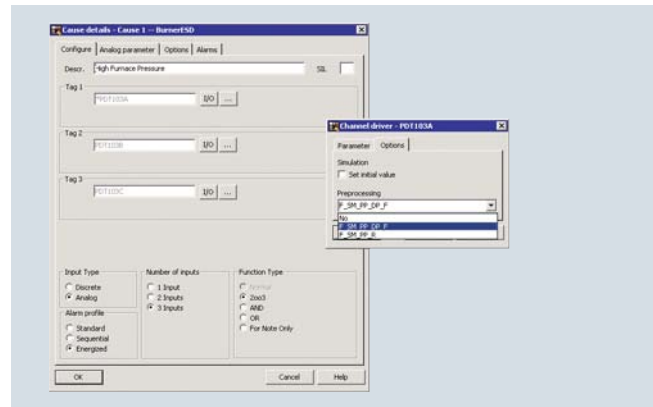 Cause details - Cause 1 -- BurnerESD
Configure Analog parameter Options Alarms
Descr. High Furnace Pressure SIL
Tag 1
PDT103A I/O ...
Tag 2
PDT103B I/O ...
Tag 3
PDT103C I/O ...
Input Type
Discrete
Analog
Alarm profile
Standard
Sequential
Energized
Number of inputs
1 Input
2 Inputs
3 Inputs
Function Type
Normal
2oo3
AND
OR
For Note Only
OK Cancel Help
Channel driver - PDT103A
Parameter Options
Simulation
Set initial value
Preprocessing
F_SM_PP_DP_F
No
F_SM_PP_DP_F
F_SM_PP_R